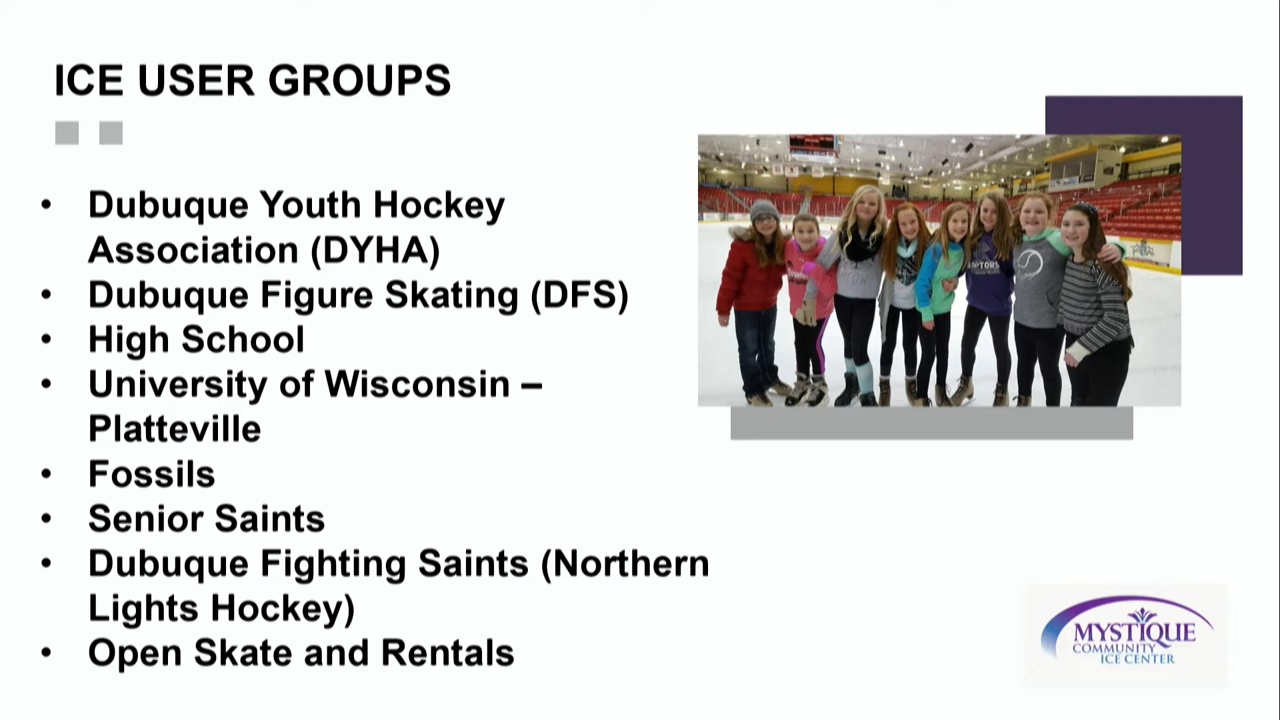 ICE USER GROUPS
• Dubuque Youth Hockey
Association (DYHA)
• Dubuque Figure Skating (DFS)
• High School
• University of Wisconsin –
Platteville
• Fossils
• Senior Saints
• Dubuque Fighting Saints (Northern
Lights Hockey)
• Open Skate and Rentals
MYSTIQUE
COMMUNITY
ICE CENTER